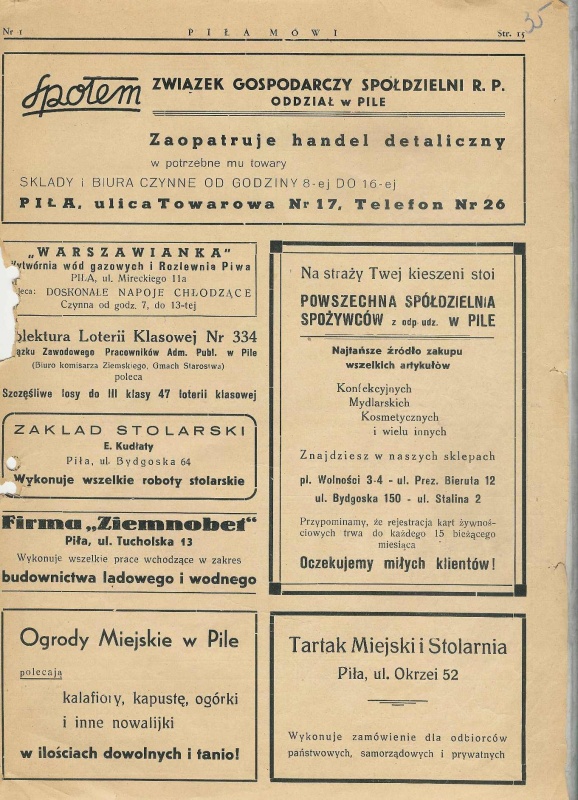 Nr 1 PIŁA MÓWI Str. 15
35
Społem
ZWIĄZEK GOSPODARCZY SPÓŁDZIELNI R. P.
ODDZIAŁ w PILE
Zaopatruje handel detaliczny
w potrzebne mu towary
SKŁADY i BIURA CZYNNE OD GODZINY 8-ej DO 16-ej
PIŁA, ulica Towarowa Nr 17, Telefon Nr 26
„WARSZAWIANKA"
Wytwórnia wód gazowych i Rozlewnia Piwa
PIŁA, ul. Mireckiego 11a
eca: DOSKONAŁE NAPOJE CHŁODZĄCE
Czynna od godz. 7, do 13-tej
lektura Loterii Klasowej Nr 334
ązku Zawodowego Pracowników Adm. Publ. w Pile
(Biuro komisarza Ziemskiego, Gmach Starostwa)
poleca
Szczęśliwe losy do III klasy 47 loterii klasowej
ZAKŁAD STOLARSKI
E. Kudłaty
Piła, ul. Bydgoska 64
Wykonuje wszelkie roboty stolarskie
Firma „Ziemnobet"
Piła, ul. Tucholska 13
Wykonuje wszelkie prace wchodzące w zakres
budownictwa lądowego i wodnego
Ogrody Miejskie w Pile
polecają
kalafiory, kapustę, ogórki
i inne nowalijki
w ilościach dowolnych i tanio!
Na straży Twej kieszeni stoi
POWSZECHNA SPÓŁDZIELNIA
SPOŻYWCÓW z odp udz. W PILE
Najtańsze źródło zakupu
wszelkich artykułów
Konfekcyjnych
Mydlarskich
Kosmetycznych
i wielu innych
Znajdziesz w naszych sklepach
pl. Wolności 3-4 - ul. Prez. Bieruta 12
ul. Bydgoska 150 - ul. Stalina 2
Przypominamy, że rejestracja kart żywnoś-
ciowych trwa do każdego 15 bieżącego
miesiąca
Oczekujemy miłych klientów!
Tartak Miejski i Stolarnia
Piła, ul. Okrzei 52
Wykonuje zamówienie dla odbiorców
państwowych, samorządowych i prywatnych